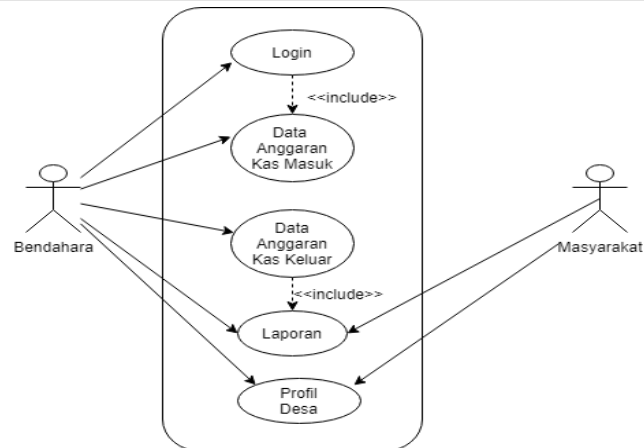 Login
<<include>>
Data
Anggaran
Kas Masuk
Bendahara
Masyarakat
Data
Anggaran
Kas Keluar
<<include>>
Laporan
Profil
Desa